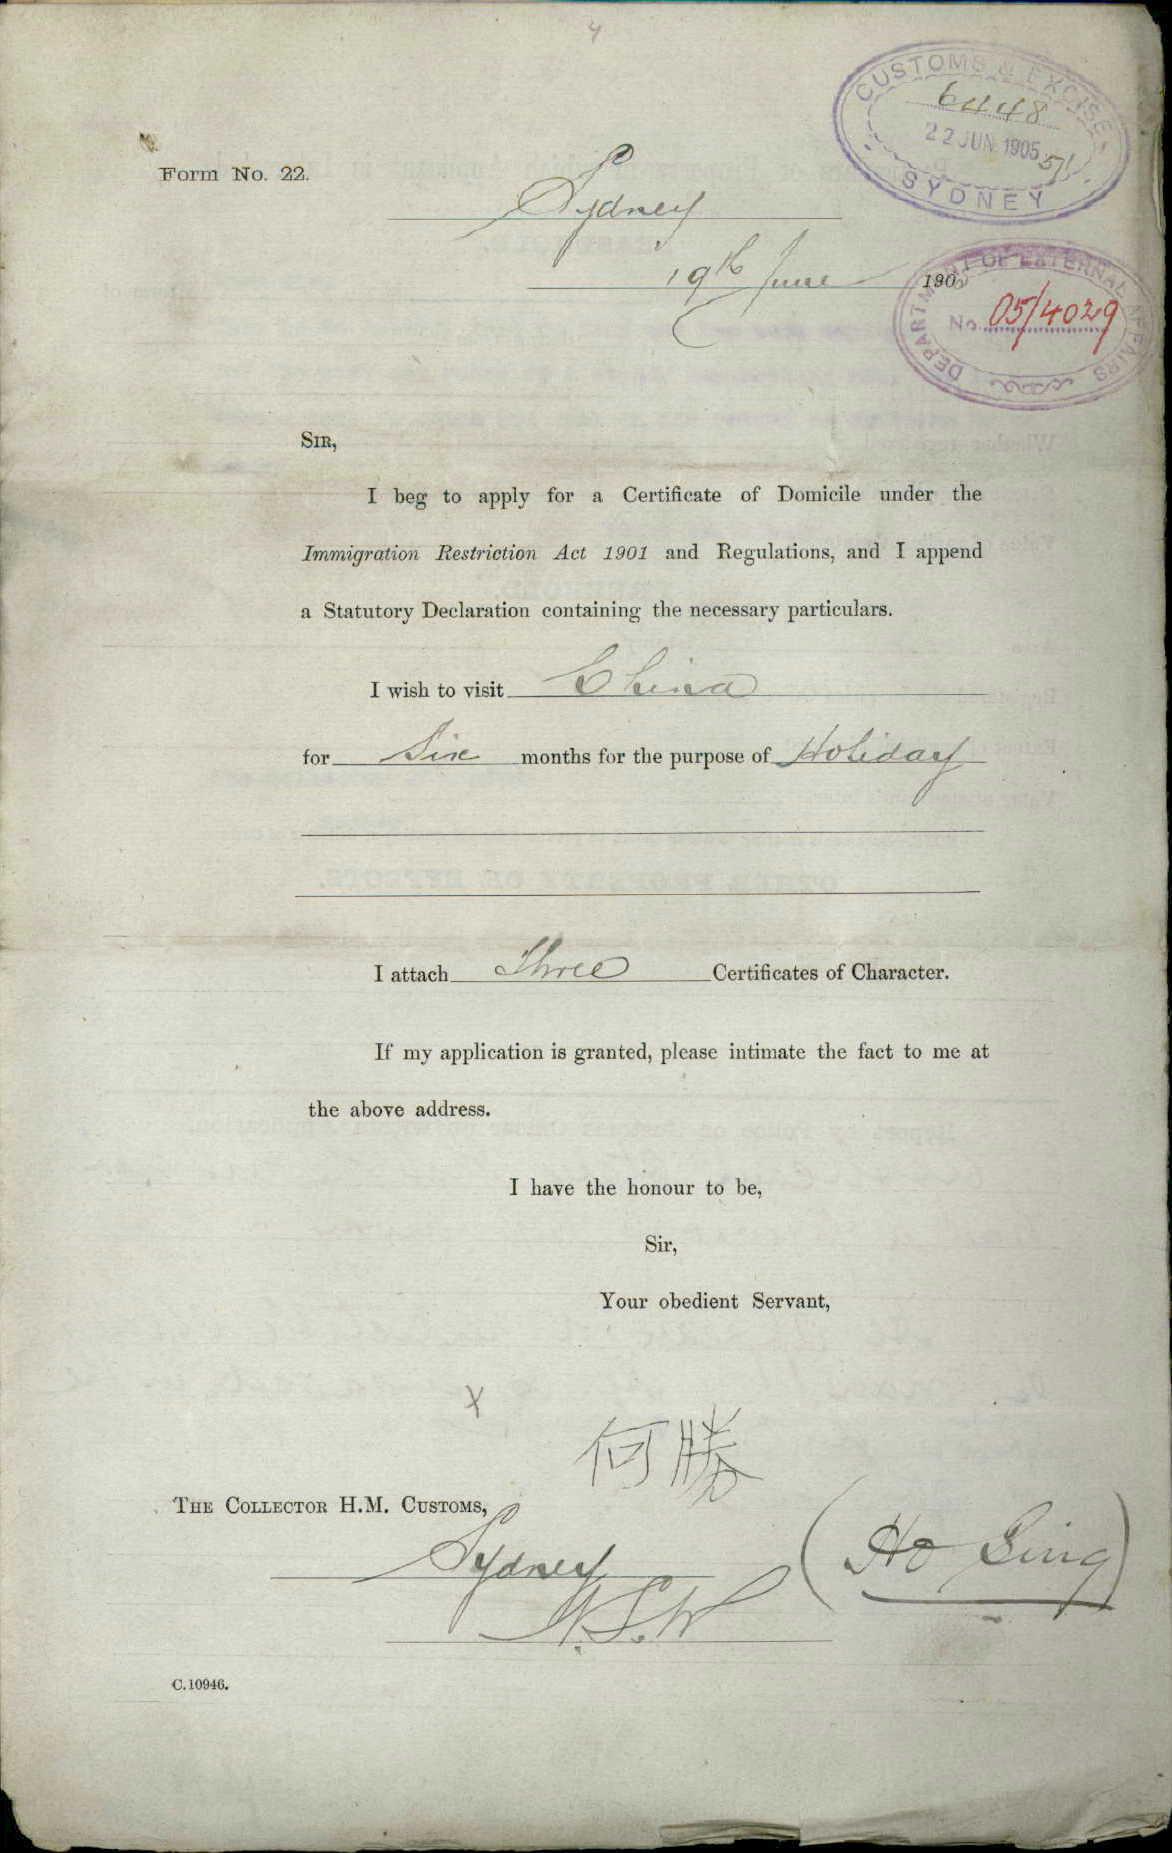 4
CUSTOMS & EXCISE
6448
22 JUN. 1905
51
SYDNEY
Form No. 22.
Sydney
19th June 1905
DEPARTMENT OF EXTERNAL AFFAIRS
No. 05/4029
SIR,
I beg to apply for a Certificate of Domicile under the
Immigration Restriction Act 1901 and Regulations, and I append
a Statutory Declaration containing the necessary particulars.
I wish to visit China
for Six months for the purpose of Holiday
I attach Three Certificates of Character.
If my application is granted, please intimate the fact to me at
the above address.
I have the honour to be,
Sir,
Your obedient Servant,
X
何勝
THE COLLECTOR H.M. CUSTOMS,
Sydney
(Ho Sing)
N.S.W
C.10946.